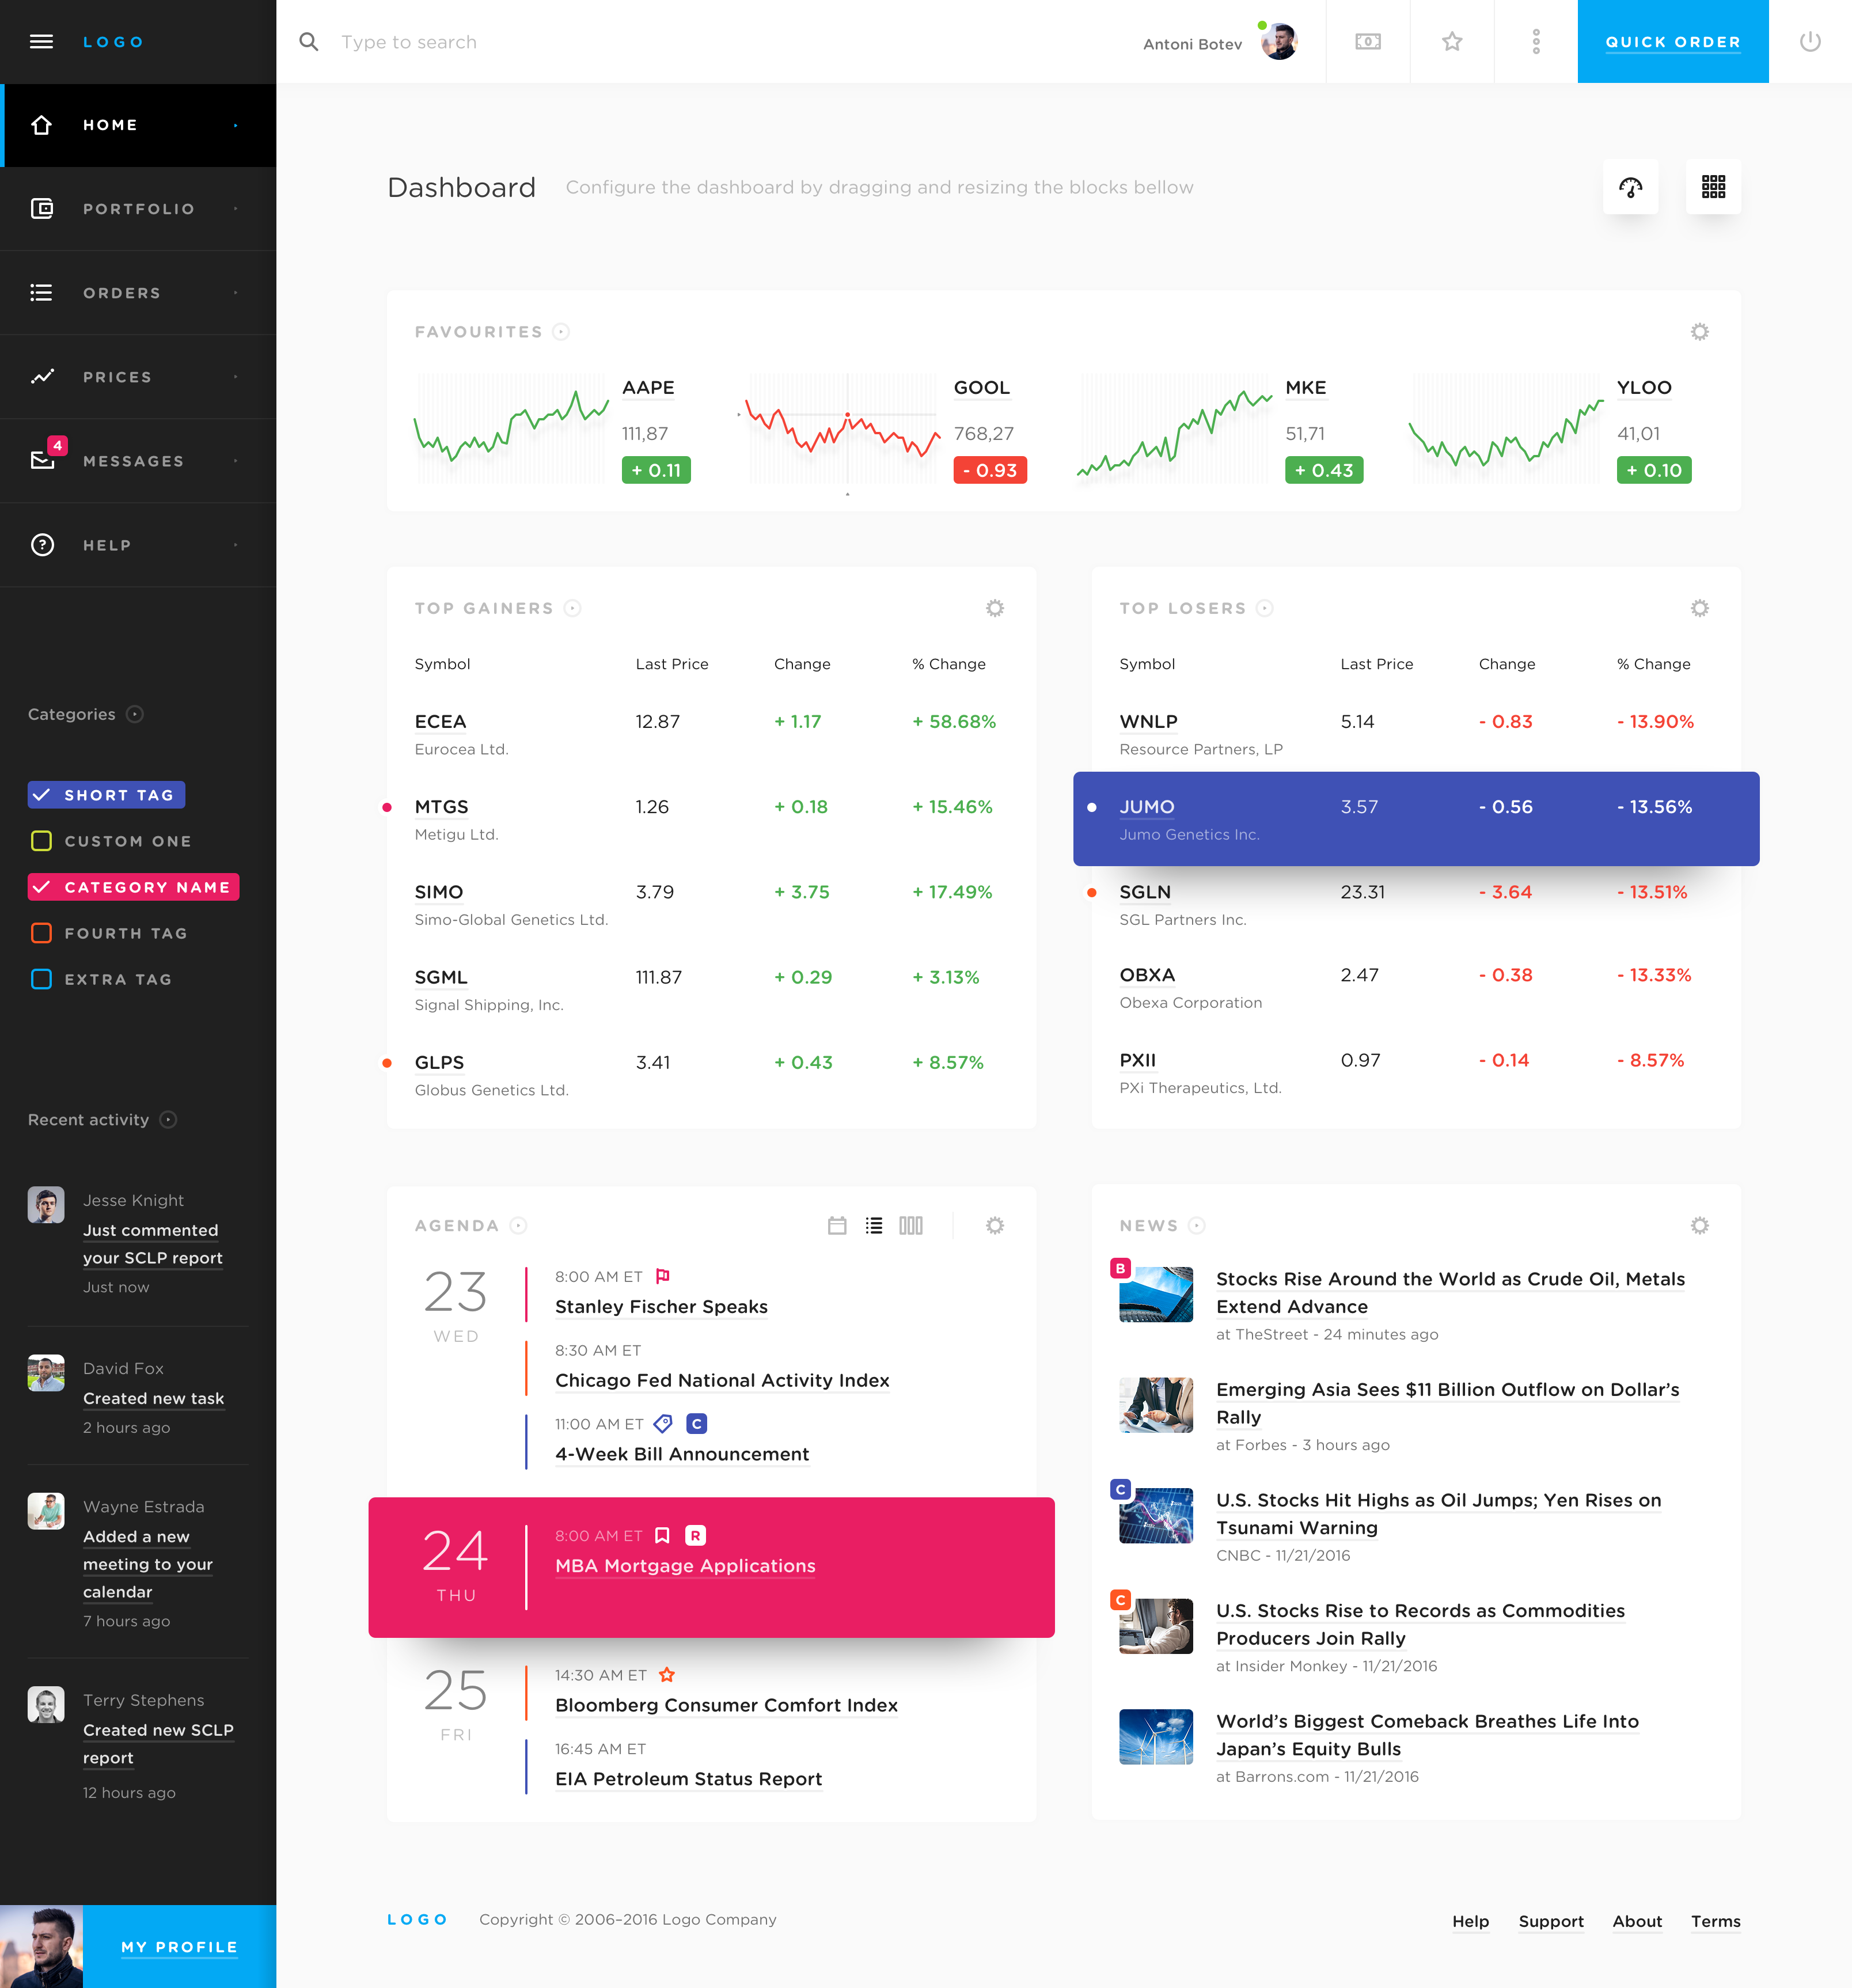 LOGO
HOME
PORTFOLIO
ORDERS
PRICES
4
MESSAGES
HELP
Categories
SHORT TAG
CUSTOM ONE
CATEGORY NAME
FOURTH TAG
EXTRA TAG
Recent activity
Jesse Knight
Just commented
your SCLP report
Just now
David Fox
Created new task
2 hours ago
Wayne Estrada
Added a new
meeting to your
calendar
7 hours ago
Terry Stephens
Created new SCLP
report
12 hours ago
MY PROFILE
Type to search
Antoni Botev
QUICK ORDER
Dashboard Configure the dashboard by dragging and resizing the blocks bellow
FAVOURITES
AAPE
111,87
+ 0.11
GOOL
768,27
- 0.93
MKE
51,71
+ 0.43
YLOO
41,01
+ 0.10
TOP GAINERS
Symbol Last Price Change % Change
ECEA 12.87 + 1.17 + 58.68%
Eurocea Ltd.
MTGS 1.26 + 0.18 + 15.46%
Metigu Ltd.
SIMO 3.79 + 3.75 + 17.49%
Simo-Global Genetics Ltd.
SGML 111.87 + 0.29 + 3.13%
Signal Shipping, Inc.
GLPS 3.41 + 0.43 + 8.57%
Globus Genetics Ltd.
TOP LOSERS
Symbol Last Price Change % Change
WNLP 5.14 - 0.83 - 13.90%
Resource Partners, LP
JUMO 3.57 - 0.56 - 13.56%
Jumo Genetics Inc.
SGLN 23.31 - 3.64 - 13.51%
SGL Partners Inc.
OBXA 2.47 - 0.38 - 13.33%
Obexa Corporation
PXII 0.97 - 0.14 - 8.57%
PXi Therapeutics, Ltd.
AGENDA
23
WED
8:00 AM ET
Stanley Fischer Speaks
8:30 AM ET
Chicago Fed National Activity Index
11:00 AM ET C
4-Week Bill Announcement
24
THU
8:00 AM ET R
MBA Mortgage Applications
25
FRI
14:30 AM ET
Bloomberg Consumer Comfort Index
16:45 AM ET
EIA Petroleum Status Report
NEWS
B
Stocks Rise Around the World as Crude Oil, Metals
Extend Advance
at TheStreet - 24 minutes ago
Emerging Asia Sees $11 Billion Outflow on Dollar’s
Rally
at Forbes - 3 hours ago
C
U.S. Stocks Hit Highs as Oil Jumps; Yen Rises on
Tsunami Warning
CNBC - 11/21/2016
C
U.S. Stocks Rise to Records as Commodities
Producers Join Rally
at Insider Monkey - 11/21/2016
World’s Biggest Comeback Breathes Life Into
Japan’s Equity Bulls
at Barrons.com - 11/21/2016
LOGO Copyright © 2006–2016 Logo Company
Help Support About Terms